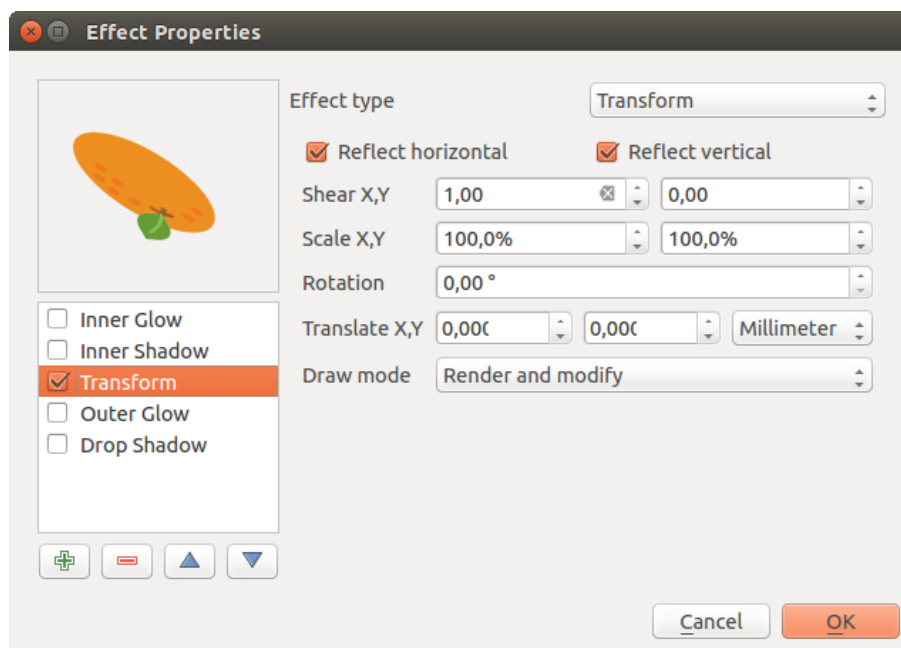 Effect Properties
Effect type Transform
Reflect horizontal Reflect vertical
Shear X,Y 1,00 0,00
Scale X,Y 100,0% 100,0%
Rotation 0,00 °
Translate X,Y 0,000 0,000 Millimeter
Draw mode Render and modify
Inner Glow
Inner Shadow
Transform
Outer Glow
Drop Shadow
Cancel OK